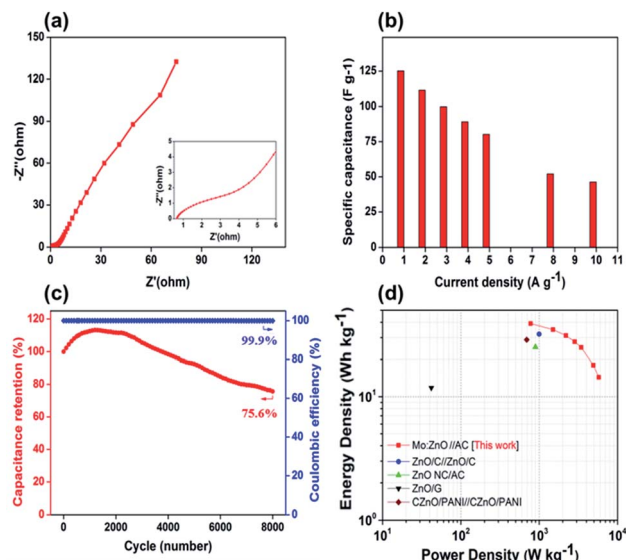 (a)
150
120
90
60
30
0
-Z''(ohm)
0 30 60 90 120
Z'(ohm)
5
4
3
2
1
0
-Z''(ohm)
1 2 3 4 5 6
Z'(ohm)
(b)
150
125
100
75
50
25
0
Specific capacitance (F g-1)
0 1 2 3 4 5 6 7 8 9 10 11
Current density (A g-1)
(c)
120
100
80
60
40
20
0
Capacitance retention (%)
99.9%
75.6%
100
80
60
40
20
0
Coulombic efficiency (%)
0 2000 4000 6000 8000
Cycle (number)
(d)
Energy Density (Wh kg-1)
10^1
10^0
Mo:ZnO//AC [This work]
ZnO/C//ZnO/C
ZnO NC/AC
ZnO/G
CZnO/PANI//CZnO/PANI
10^1 10^2 10^3 10^4
Power Density (W kg-1)